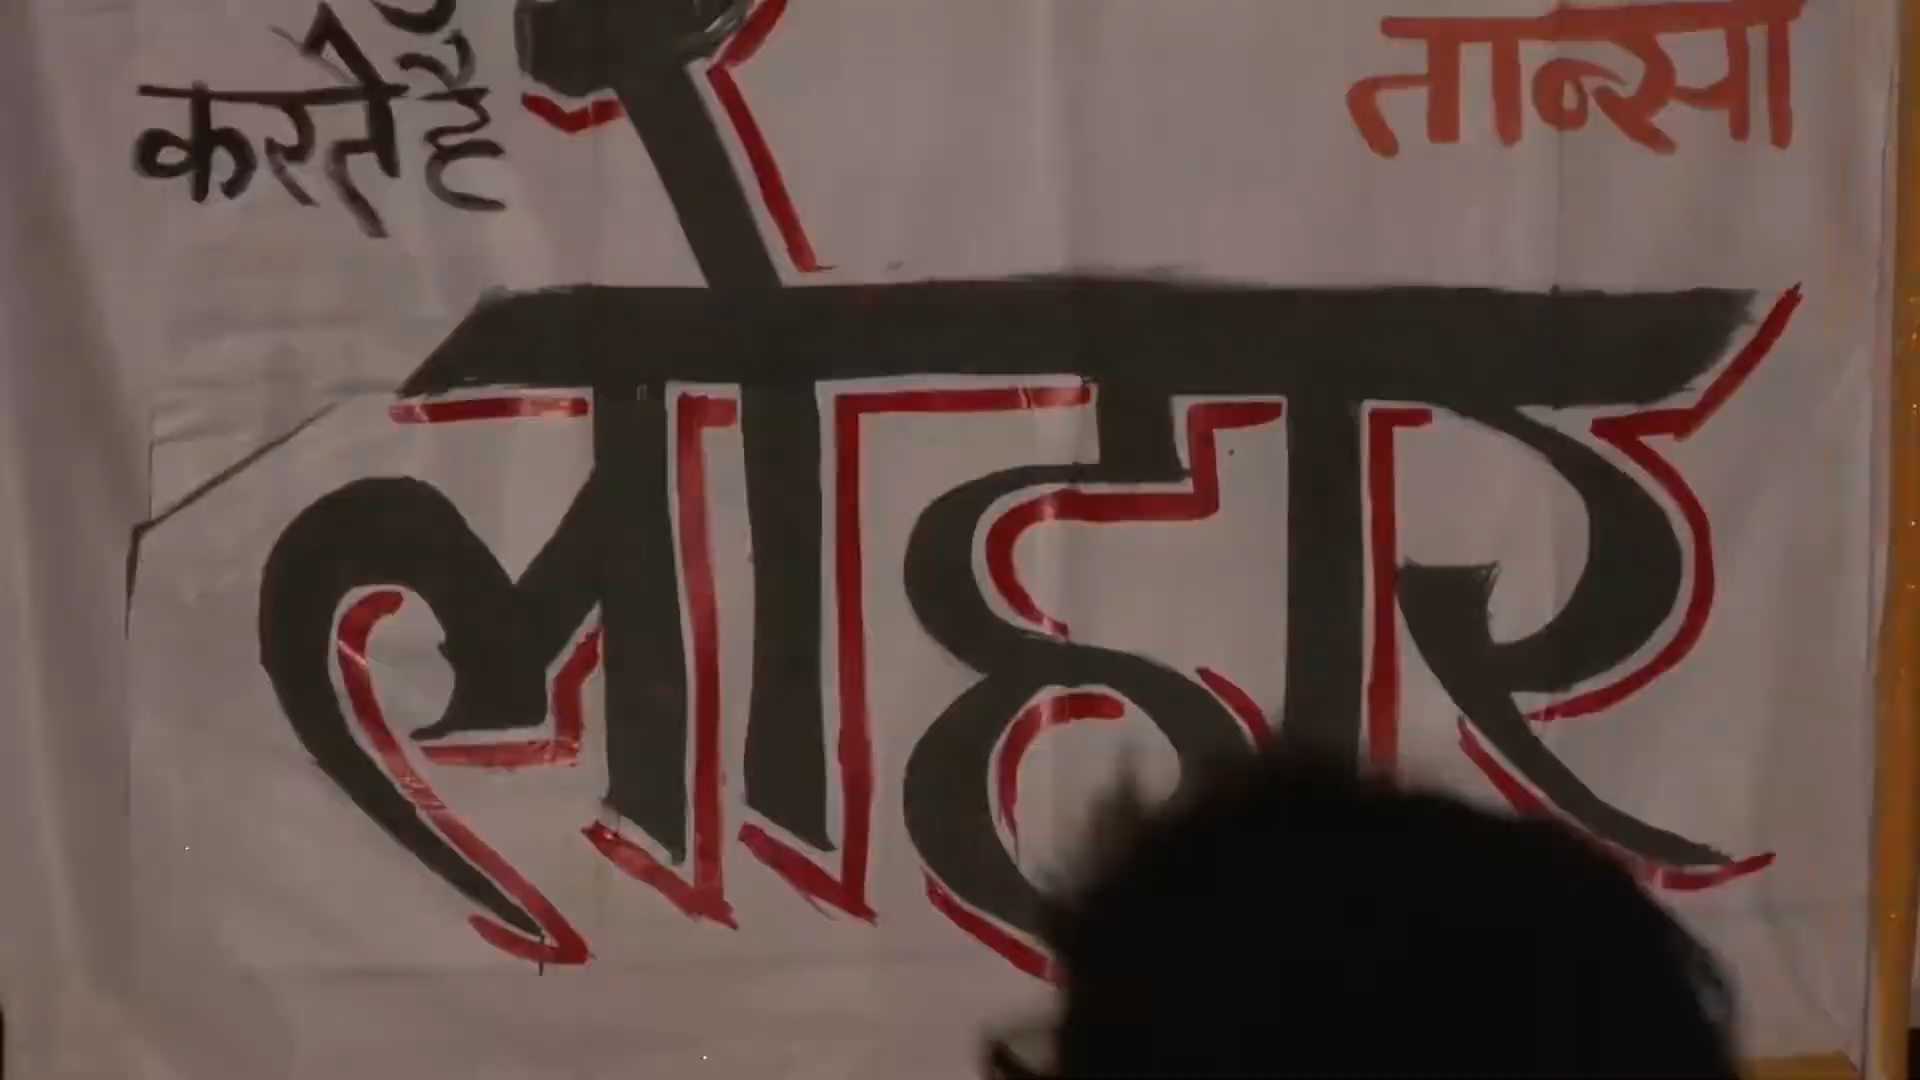 करते हैं
तान्सा
लोहार